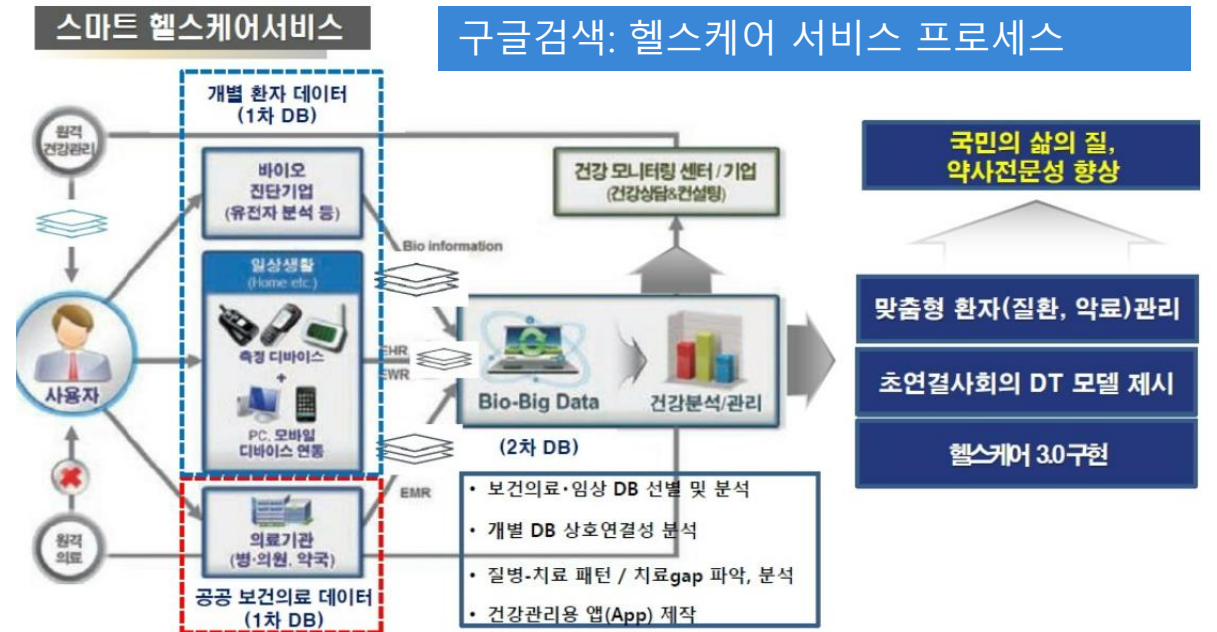 스마트 헬스케어서비스
구글검색: 헬스케어 서비스 프로세스
개별 환자 데이터
(1차 DB)
원격
건강관리
바이오
진단기업
(유전자 분석 등)
건강 모니터링 센터/기업
(건강상담&컨설팅)
국민의 삶의 질,
약사전문성 향상
Bio information
일상생활
(Home etc.)
측정 디바이스
+
PC, 모바일
디바이스 연동
사용자
EHR
EWR
Bio-Big Data
건강분석/관리
(2차 DB)
맞춤형 환자(질환, 약료)관리
초연결사회의 DT 모델 제시
헬스케어 3.0구현
EMR
원격
의료
의료기관
(병·의원, 약국)
공공 보건의료 데이터
(1차 DB)
• 보건의료·임상 DB 선별 및 분석
• 개별 DB 상호연결성 분석
• 질병-치료 패턴 / 치료gap 파악, 분석
• 건강관리용 앱(App) 제작